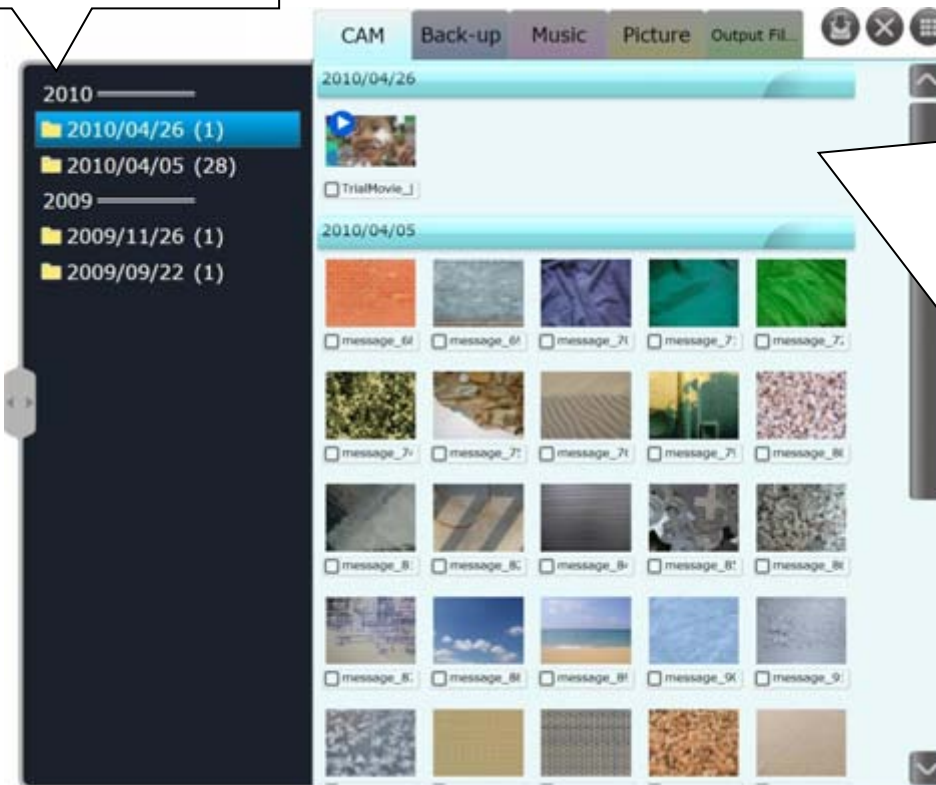 CAM Back-up Music Picture Output Fil...
2010
2010/04/26 (1)
2010/04/05 (28)
2009
2009/11/26 (1)
2009/09/22 (1)
2010/04/26
TrialMovie_
2010/04/05
message_6 message_6 message_7 message_7 message_7
message_7 message_7 message_7 message_7 message_8
message_8 message_8 message_8 message_8 message_8
message_8 message_8 message_8 message_9 message_9